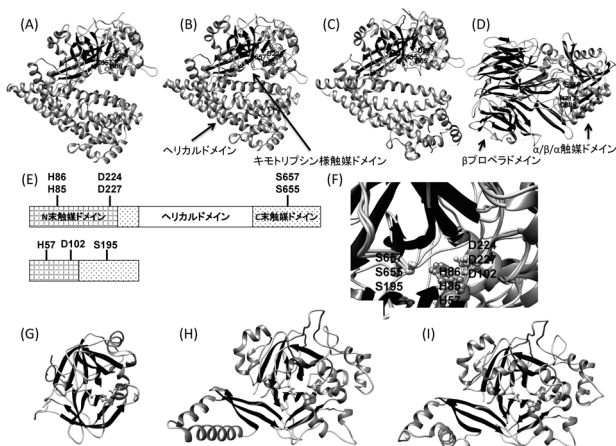 (A)
(B)
(C)
(D)
ヘリカルドメイン
キモトリプシン様触媒ドメイン
βプロペラドメイン
α/β/α触媒ドメイン
(E)
H86 D224 S657
H85 D227 S655
N末触媒ドメイン ヘリカルドメイン C末触媒ドメイン
H57 D102 S195
(F)
S657 H86 D224
S655 H85 D227
S195 H57 D102
(G)
(H)
(I)